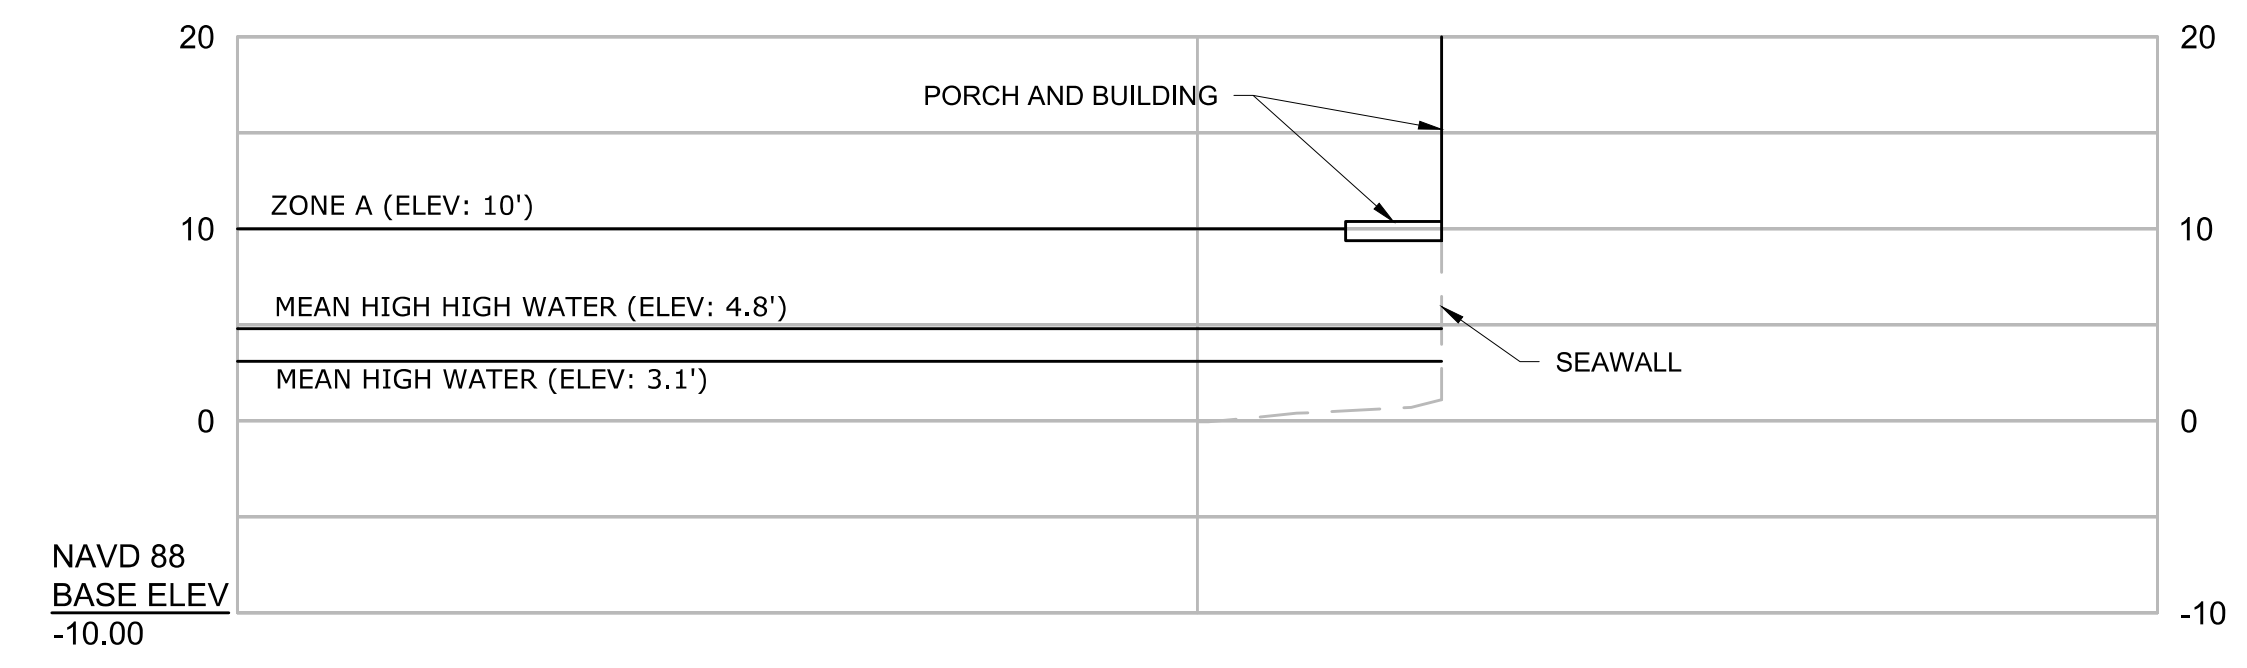 20
20
PORCH AND BUILDING
ZONE A (ELEV: 10')
10
10
MEAN HIGH HIGH WATER (ELEV: 4.8')
SEAWALL
MEAN HIGH WATER (ELEV: 3.1')
0
0
NAVD 88
BASE ELEV
-10.00
-10